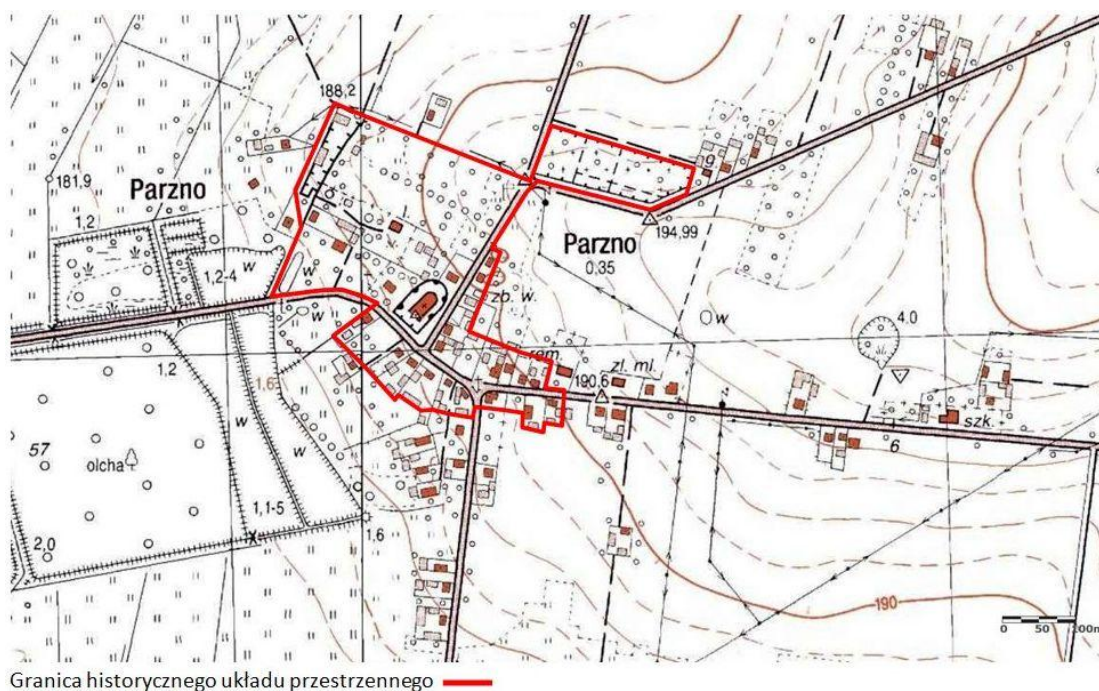 188,2
181,9
Parzno
g
1,2
194,99
Parzno
0,35
1,2-4
w
w
zb. w.
w
w
4,0
rem.
zl. ml.
1,2
190,6
1,6
w
szk.
57
olcha
w
6
1,1-5
2,0
1,6
190
0 50 100m
Granica historycznego układu przestrzennego